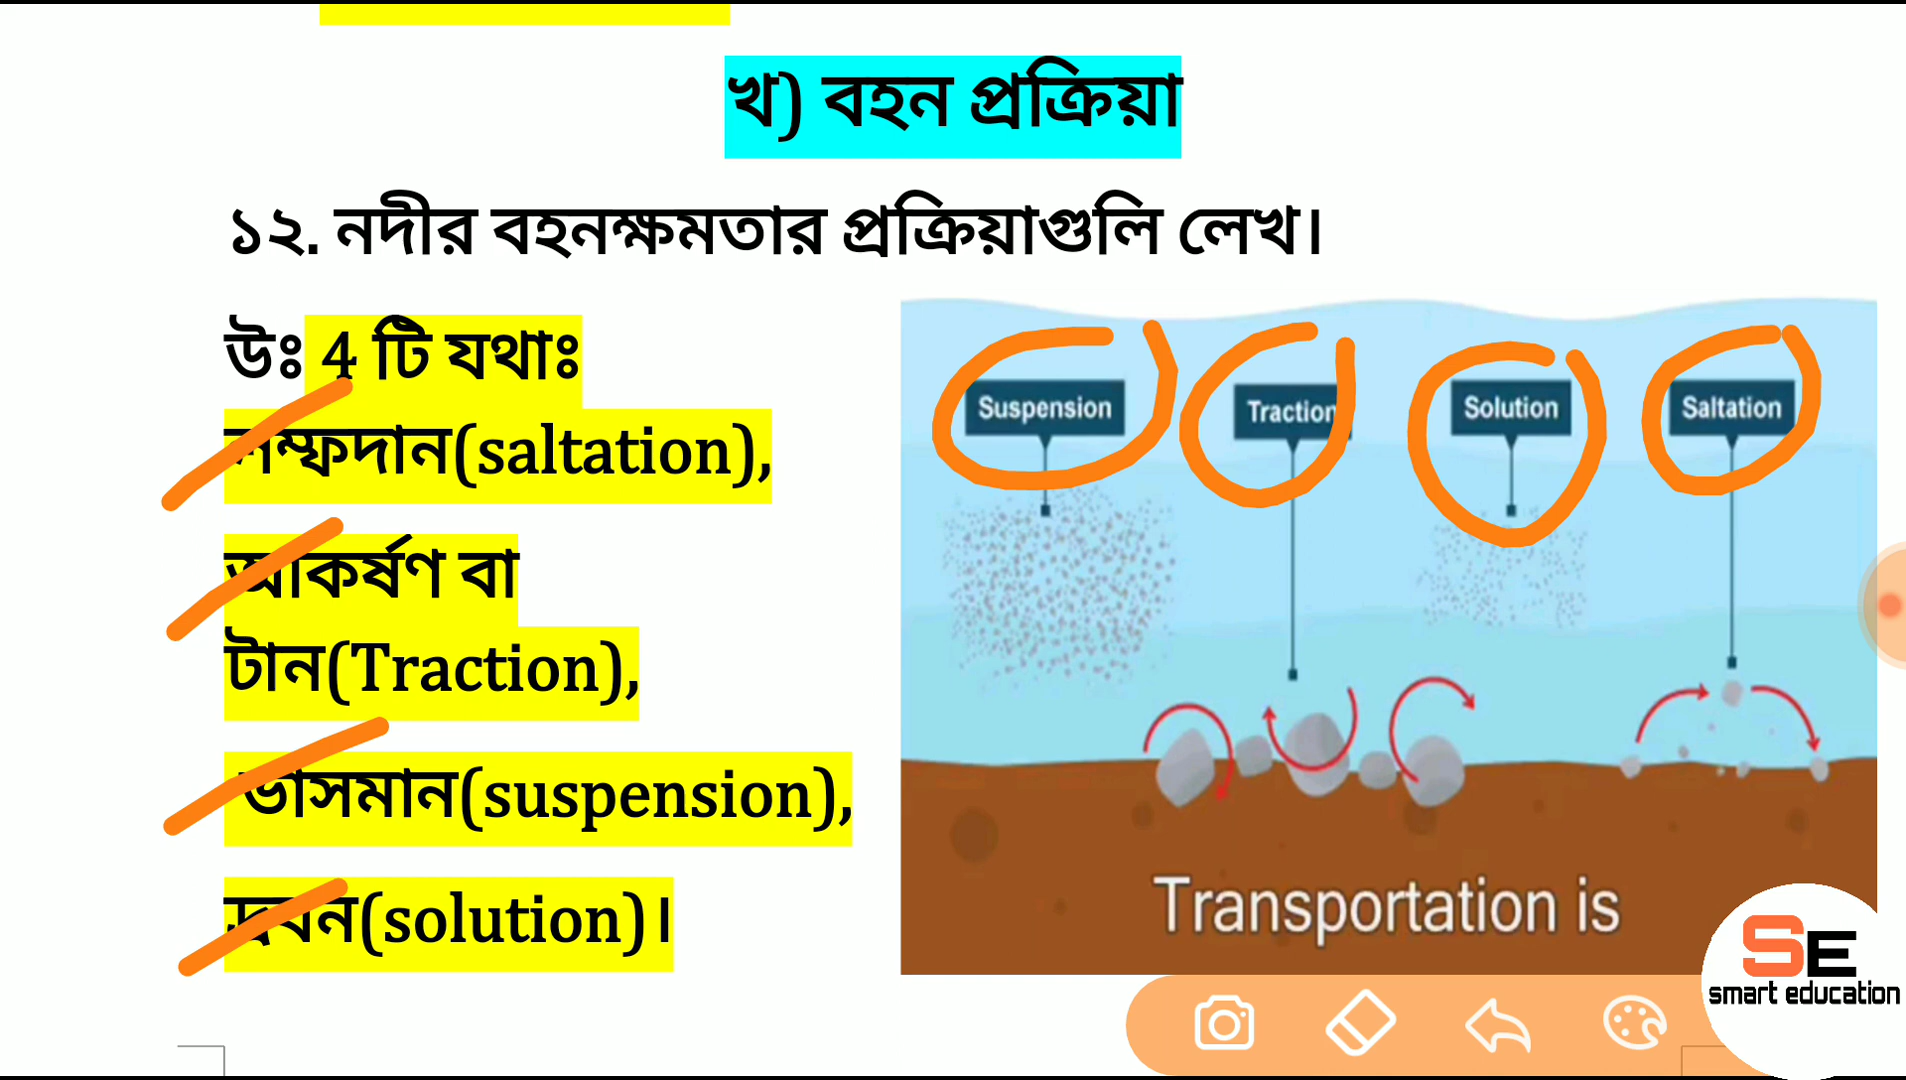 খ) বহন প্রক্রিয়া
১২. নদীর বহনক্ষমতার প্রক্রিয়াগুলি লেখ।
উঃ 4 টি যথাঃ
লম্ফদান(saltation),
আকর্ষণ বা
টান(Traction),
ভাসমান(suspension),
দ্রবন(solution)।
Suspension
Traction
Solution
Saltation
Transportation is
SE
smart education